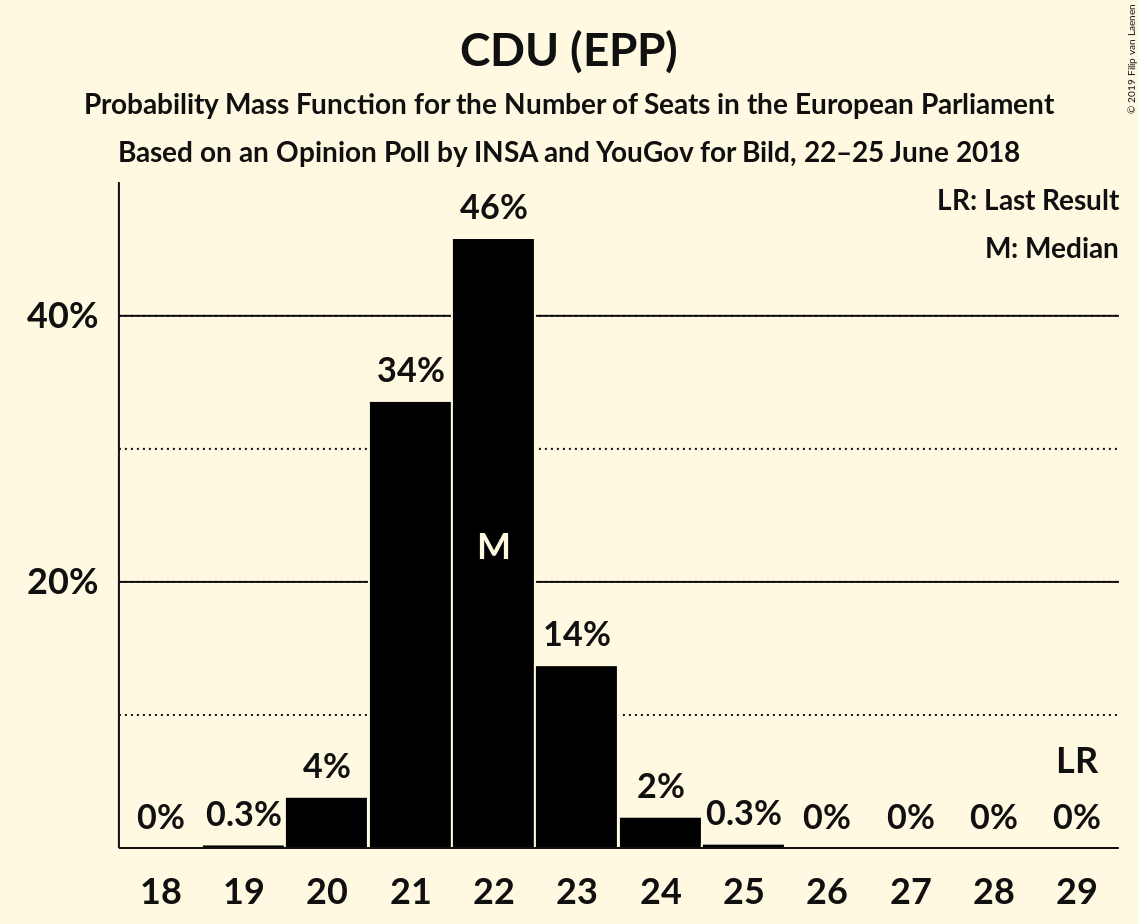 CDU (EPP)
Probability Mass Function for the Number of Seats in the European Parliament
Based on an Opinion Poll by INSA and YouGov for Bild, 22–25 June 2018
© 2019 Filip van Laenen
LR: Last Result
M: Median
46%
40%
34%
M
20%
14%
LR
4%
2%
0% 0.3% 0.3% 0% 0% 0% 0%
18 19 20 21 22 23 24 25 26 27 28 29